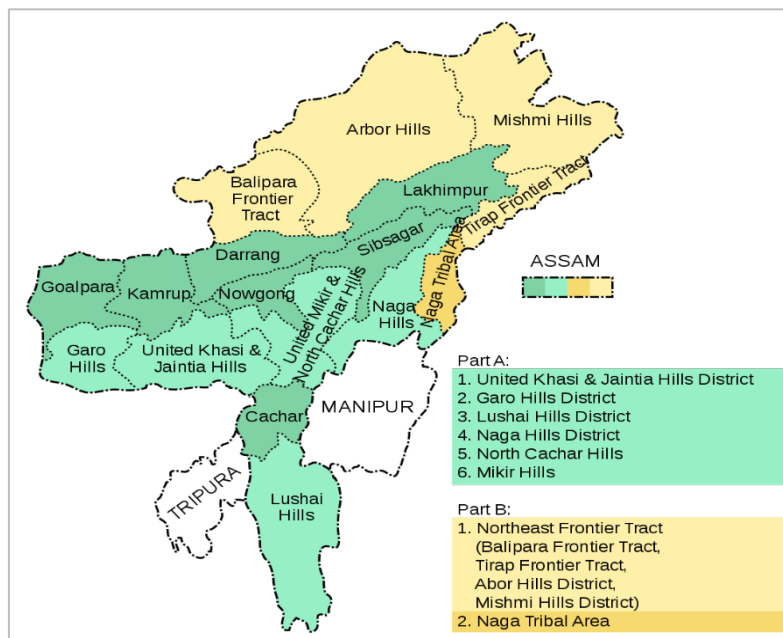 Arbor Hills
Mishmi Hills
Balipara
Frontier
Tract
Lakhimpur
Tirap Frontier Tract
Darrang
Sibsagar
Naga Tribal Area
ASSAM
Goalpara
Kamrup
Nowgong
United Mikir &
North Cachar Hills
Naga
Hills
Garo
Hills
United Khasi &
Jaintia Hills
Cachar
MANIPUR
TRIPURA
Lushai
Hills
Part A:
1. United Khasi & Jaintia Hills District
2. Garo Hills District
3. Lushai Hills District
4. Naga Hills District
5. North Cachar Hills
6. Mikir Hills
Part B:
1. Northeast Frontier Tract
(Balipara Frontier Tract,
Tirap Frontier Tract,
Abor Hills District,
Mishmi Hills District)
2. Naga Tribal Area